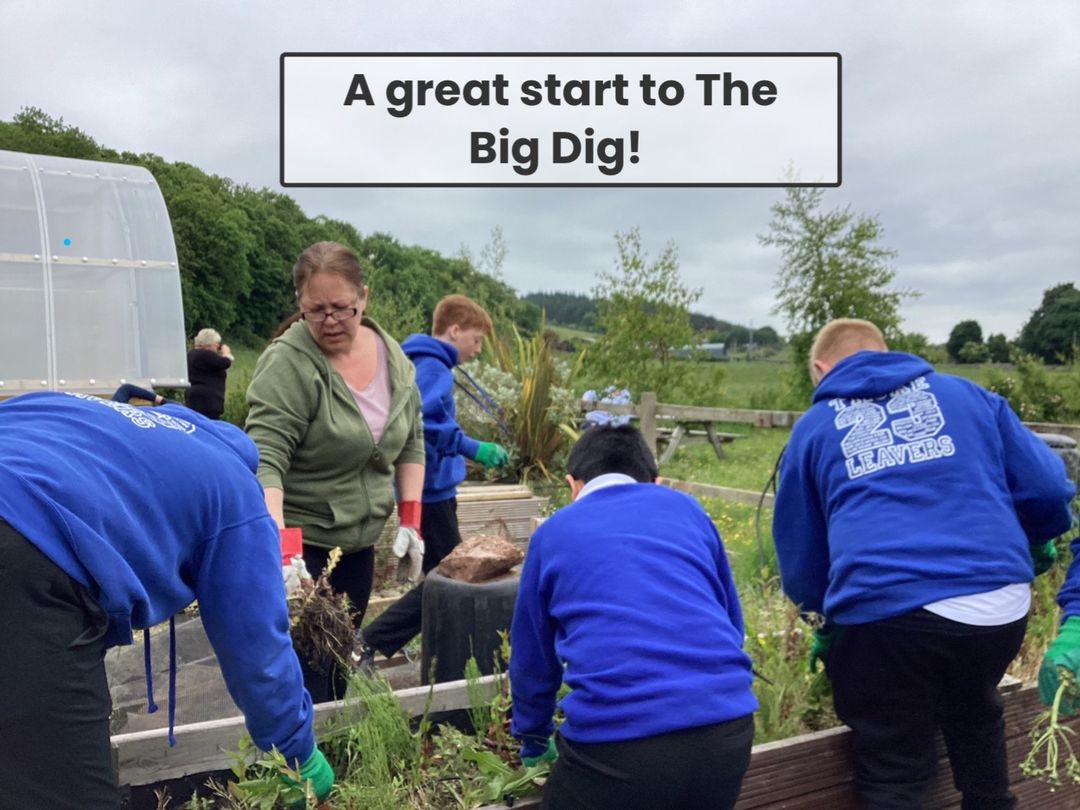 A great start to The
Big Dig!
23
LEAVERS